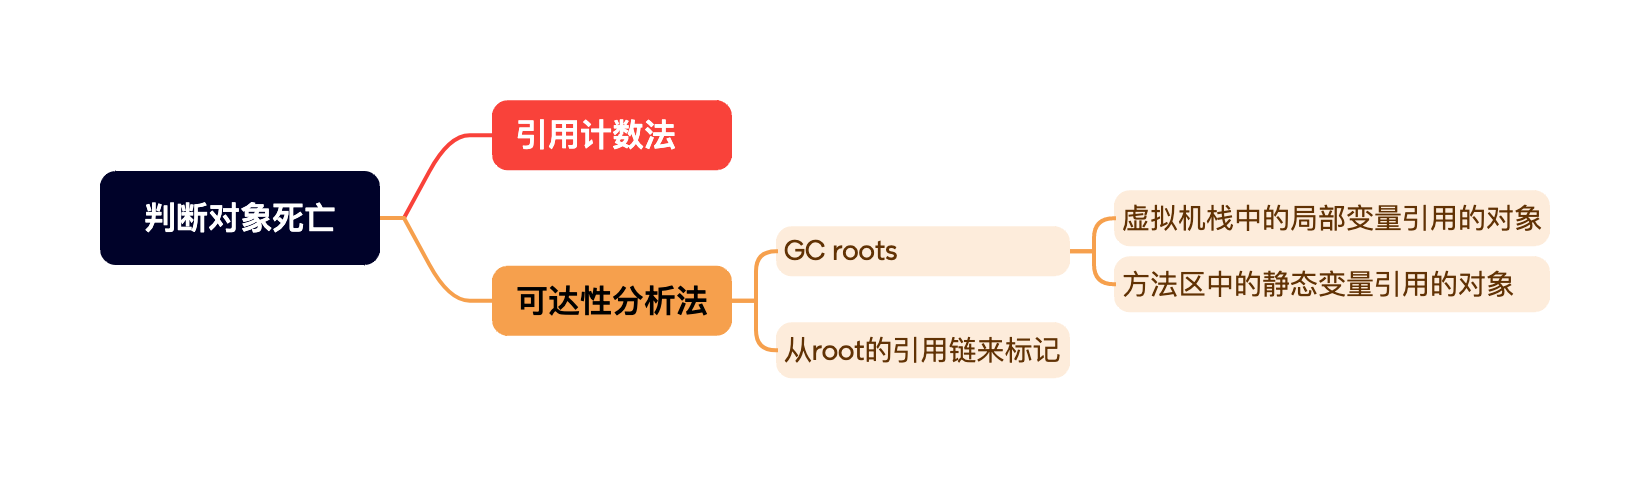 判断对象死亡
引用计数法
可达性分析法
GC roots
虚拟机栈中的局部变量引用的对象
方法区中的静态变量引用的对象
从root的引用链来标记